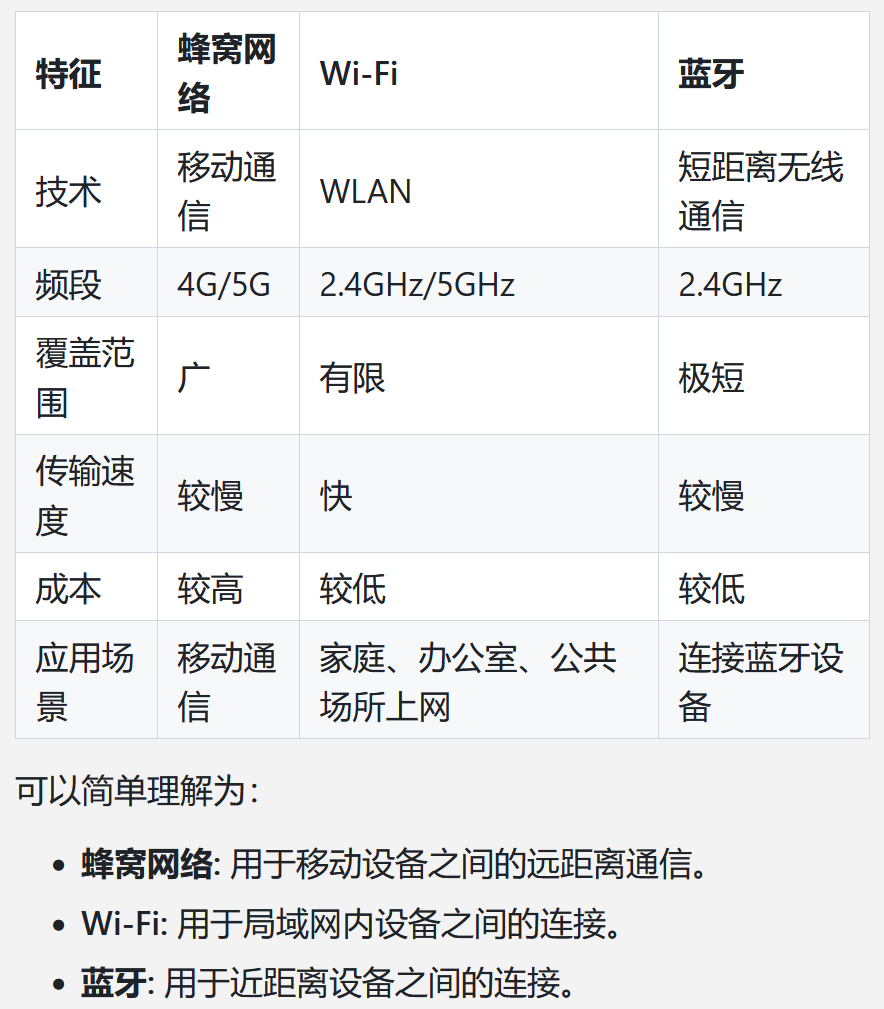 特征 蜂窝网络 Wi-Fi 蓝牙
技术 移动通信 WLAN 短距离无线通信
频段 4G/5G 2.4GHz/5GHz 2.4GHz
覆盖范围 广 有限 极短
传输速度 较慢 快 较慢
成本 较高 较低 较低
应用场景 移动通信 家庭、办公室、公共场所上网 连接蓝牙设备
可以简单理解为：
• 蜂窝网络: 用于移动设备之间的远距离通信。
• Wi-Fi: 用于局域网内设备之间的连接。
• 蓝牙: 用于近距离设备之间的连接。